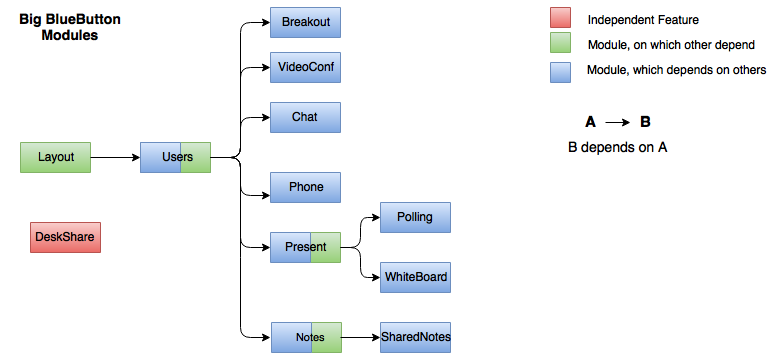 Big BlueButton
Modules
Breakout
VideoConf
Chat
Layout
Users
Phone
DeskShare
Present
Polling
WhiteBoard
Notes
SharedNotes
Independent Feature
Module, on which other depend
Module, which depends on others
A B
B depends on A